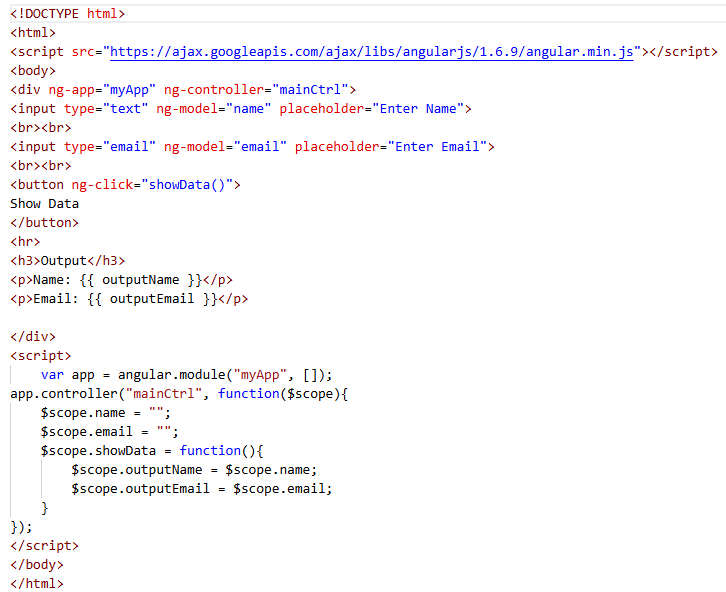 <!DOCTYPE html>
<html>
<script src="https://ajax.googleapis.com/ajax/libs/angularjs/1.6.9/angular.min.js"></script>
<body>
<div ng-app="myApp" ng-controller="mainCtrl">
<input type="text" ng-model="name" placeholder="Enter Name">
<br><br>
<input type="email" ng-model="email" placeholder="Enter Email">
<br><br>
<button ng-click="showData()">
Show Data
</button>
<hr>
<h3>Output</h3>
<p>Name: {{ outputName }}</p>
<p>Email: {{ outputEmail }}</p>

</div>
<script>
    var app = angular.module("myApp", []);
app.controller("mainCtrl", function($scope){
    $scope.name = "";
    $scope.email = "";
    $scope.showData = function(){
        $scope.outputName = $scope.name;
        $scope.outputEmail = $scope.email;
    }
});
</script>
</body>
</html>